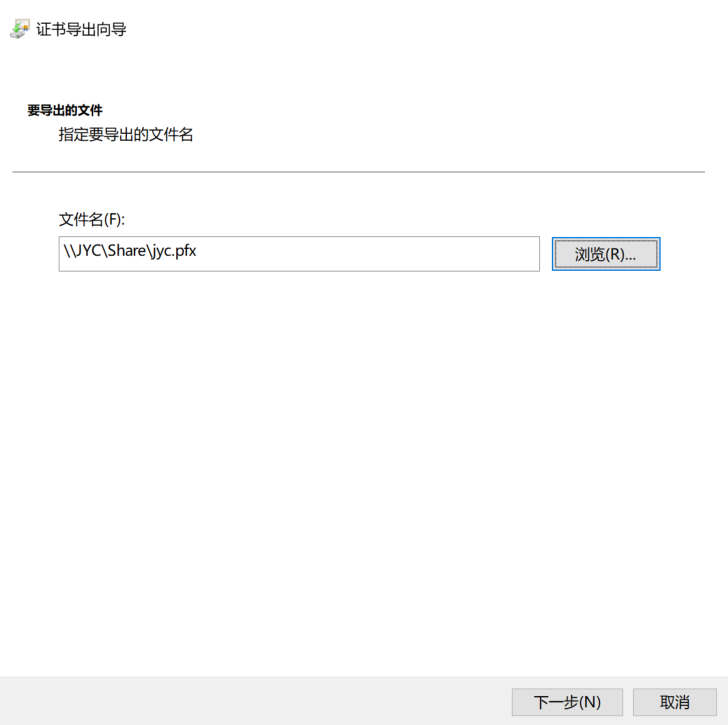 证书导出向导
要导出的文件
指定要导出的文件名
文件名(F):
\\JYC\Share\jyc.pfx
浏览(R)...
下一步(N)
取消